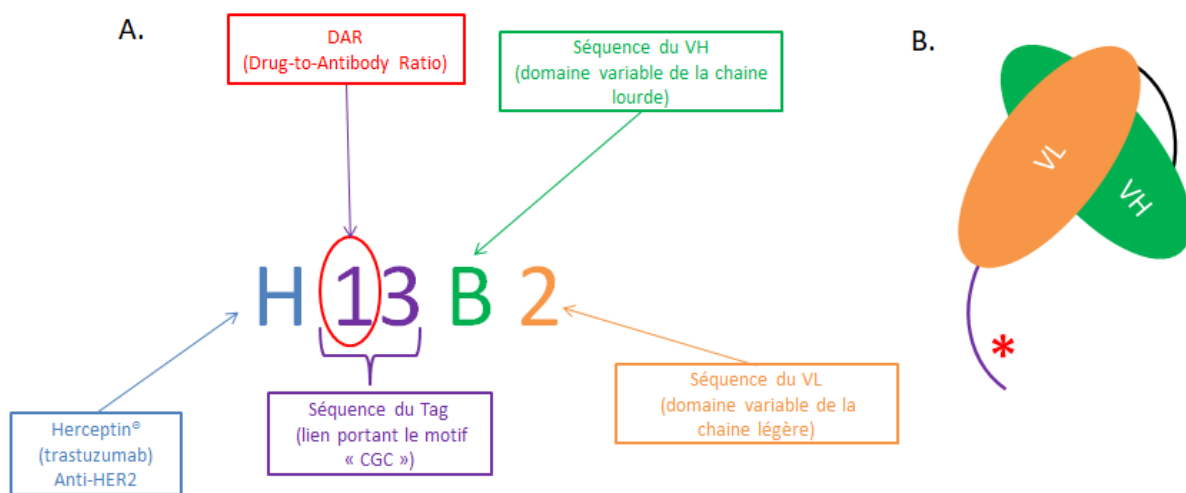 A.
DAR
(Drug-to-Antibody Ratio)
Séquence du VH
(domaine variable de la chaine
lourde)
B.
VL
VH
H 13 B 2
*
Séquence du Tag
(lien portant le motif
« CGC »)
Séquence du VL
(domaine variable de la
chaine légère)
Herceptin®
(trastuzumab)
Anti-HER2